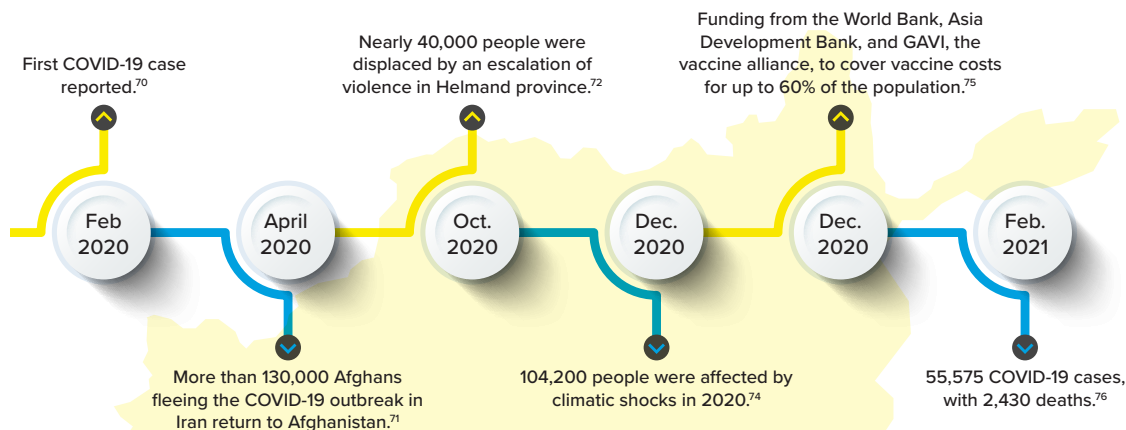 First COVID-19 case
reported.70
Nearly 40,000 people were
displaced by an escalation of
violence in Helmand province.72
Funding from the World Bank, Asia
Development Bank, and GAVI, the
vaccine alliance, to cover vaccine costs
for up to 60% of the population.75
Feb
2020
April
2020
Oct.
2020
Dec.
2020
Dec.
2020
Feb.
2021
More than 130,000 Afghans
fleeing the COVID-19 outbreak in
Iran return to Afghanistan.71
104,200 people were affected by
climatic shocks in 2020.74
55,575 COVID-19 cases,
with 2,430 deaths.76